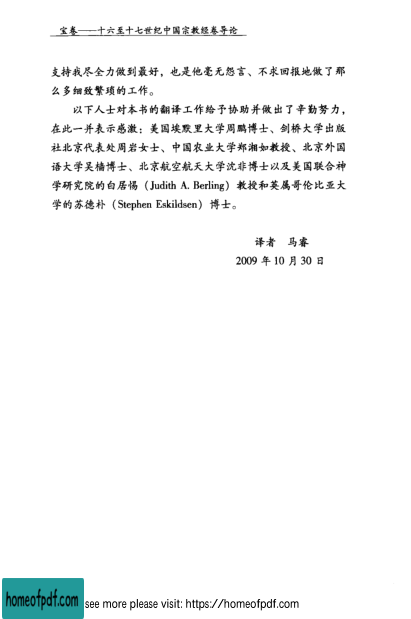 宝卷——十六至十七世纪中国宗教经卷导论
支持我尽全力做到最好，也是他毫无怨言、不求回报地做了那
么多细致繁琐的工作。
以下人士对本书的翻译工作给予协助并做出了辛勤努力，
在此一并表示感激：美国埃默里大学周鹏博士、剑桥大学出版
社北京代表处周岩女士、中国农业大学郑湘如教授、北京外国
语大学吴楠博士、北京航空航天大学沈非博士以及美国联合神
学研究院的白居惕（Judith A. Berling）教授和英属哥伦比亚大
学的苏德朴（Stephen Eskildsen）博士。
译者 马睿
2009 年 10 月 30 日
homeofpdf.com
see more please visit: https://homeofpdf.com